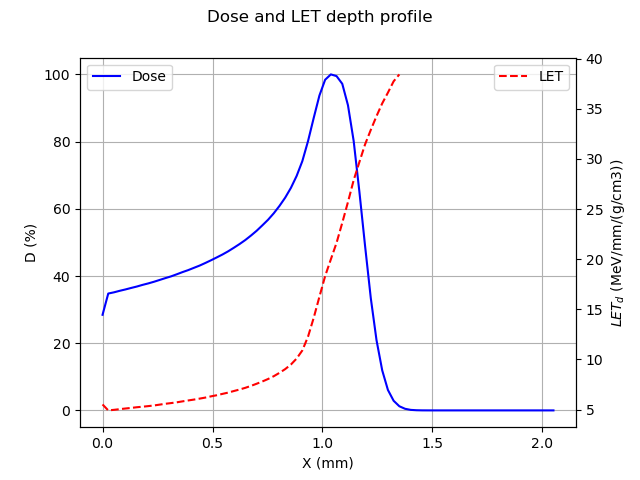 Dose and LET depth profile
Dose
LET
100
80
60
40
20
0
D (%)
40
35
30
25
20
15
10
5
LET_d (MeV/mm/(g/cm3))
0.0 0.5 1.0 1.5 2.0
X (mm)